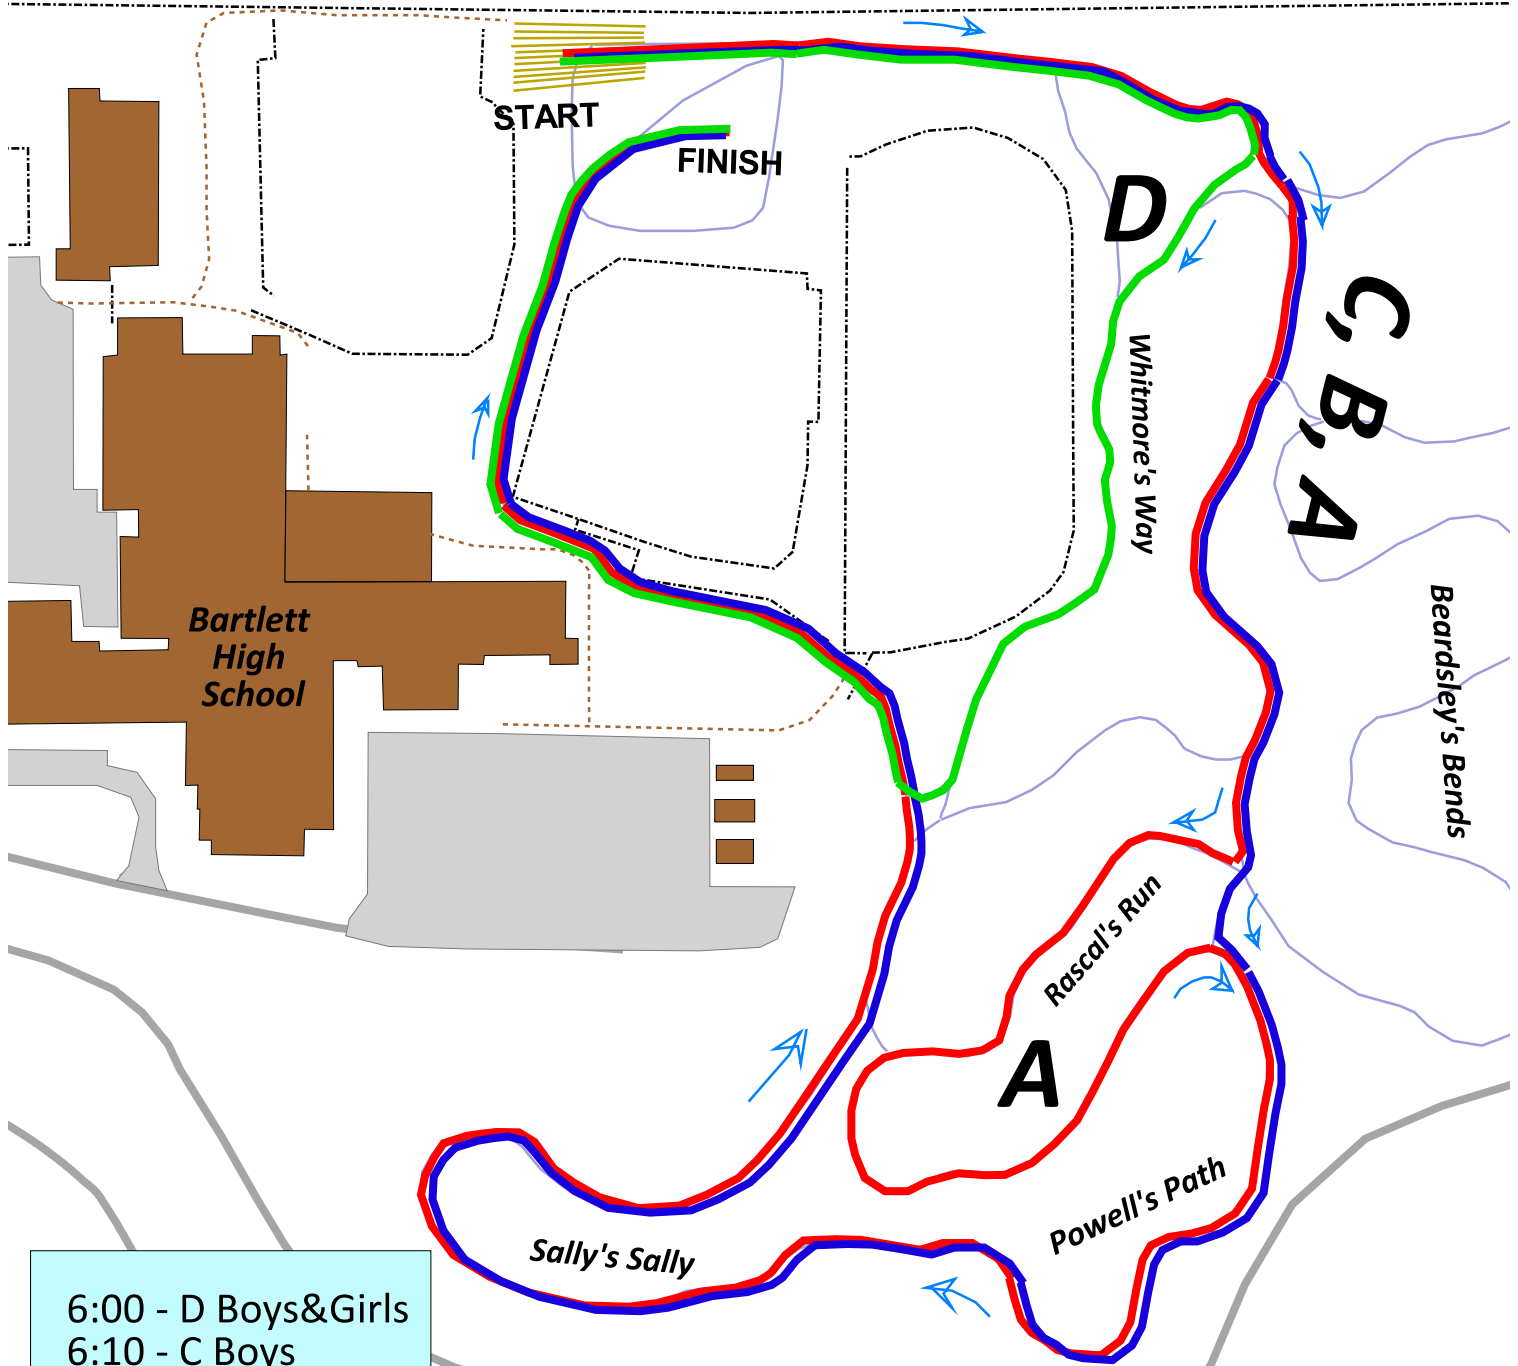 START
FINISH
D
C, B, A
Whitmore's Way
Bartlett
High
School
Beardsley's Bends
Rascal's Run
A
Powell's Path
Sally's Sally
6:00 - D Boys&Girls
6:10 - C Boys